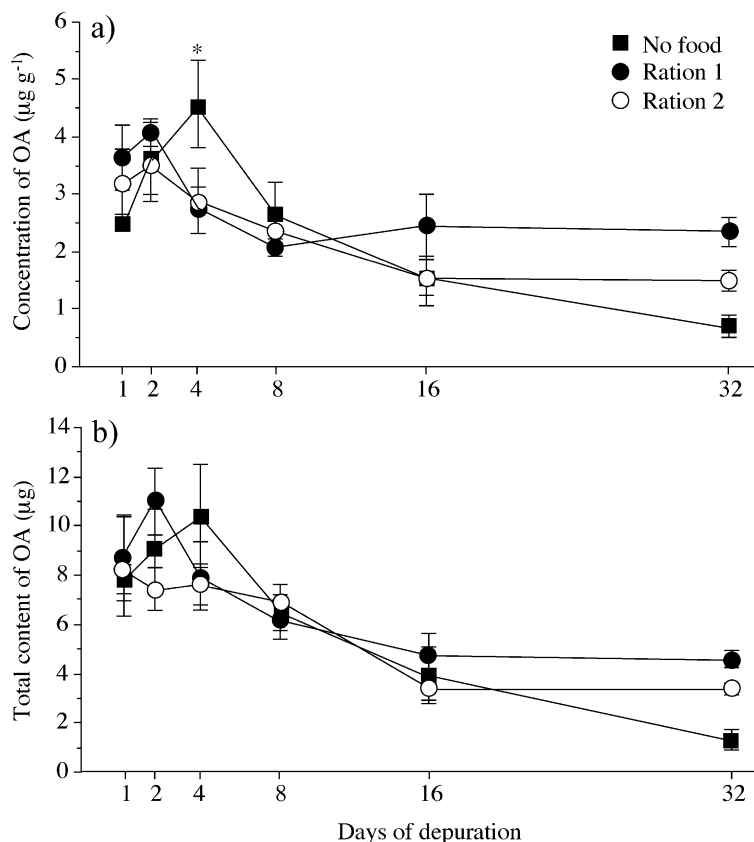 a)
*
No food
Ration 1
Ration 2
Concentration of OA (µg g⁻¹)
6
5
4
3
2
1
0
1 2 4 8 16 32
b)
Total content of OA (µg)
14
12
10
8
6
4
2
0
1 2 4 8 16 32
Days of depuration